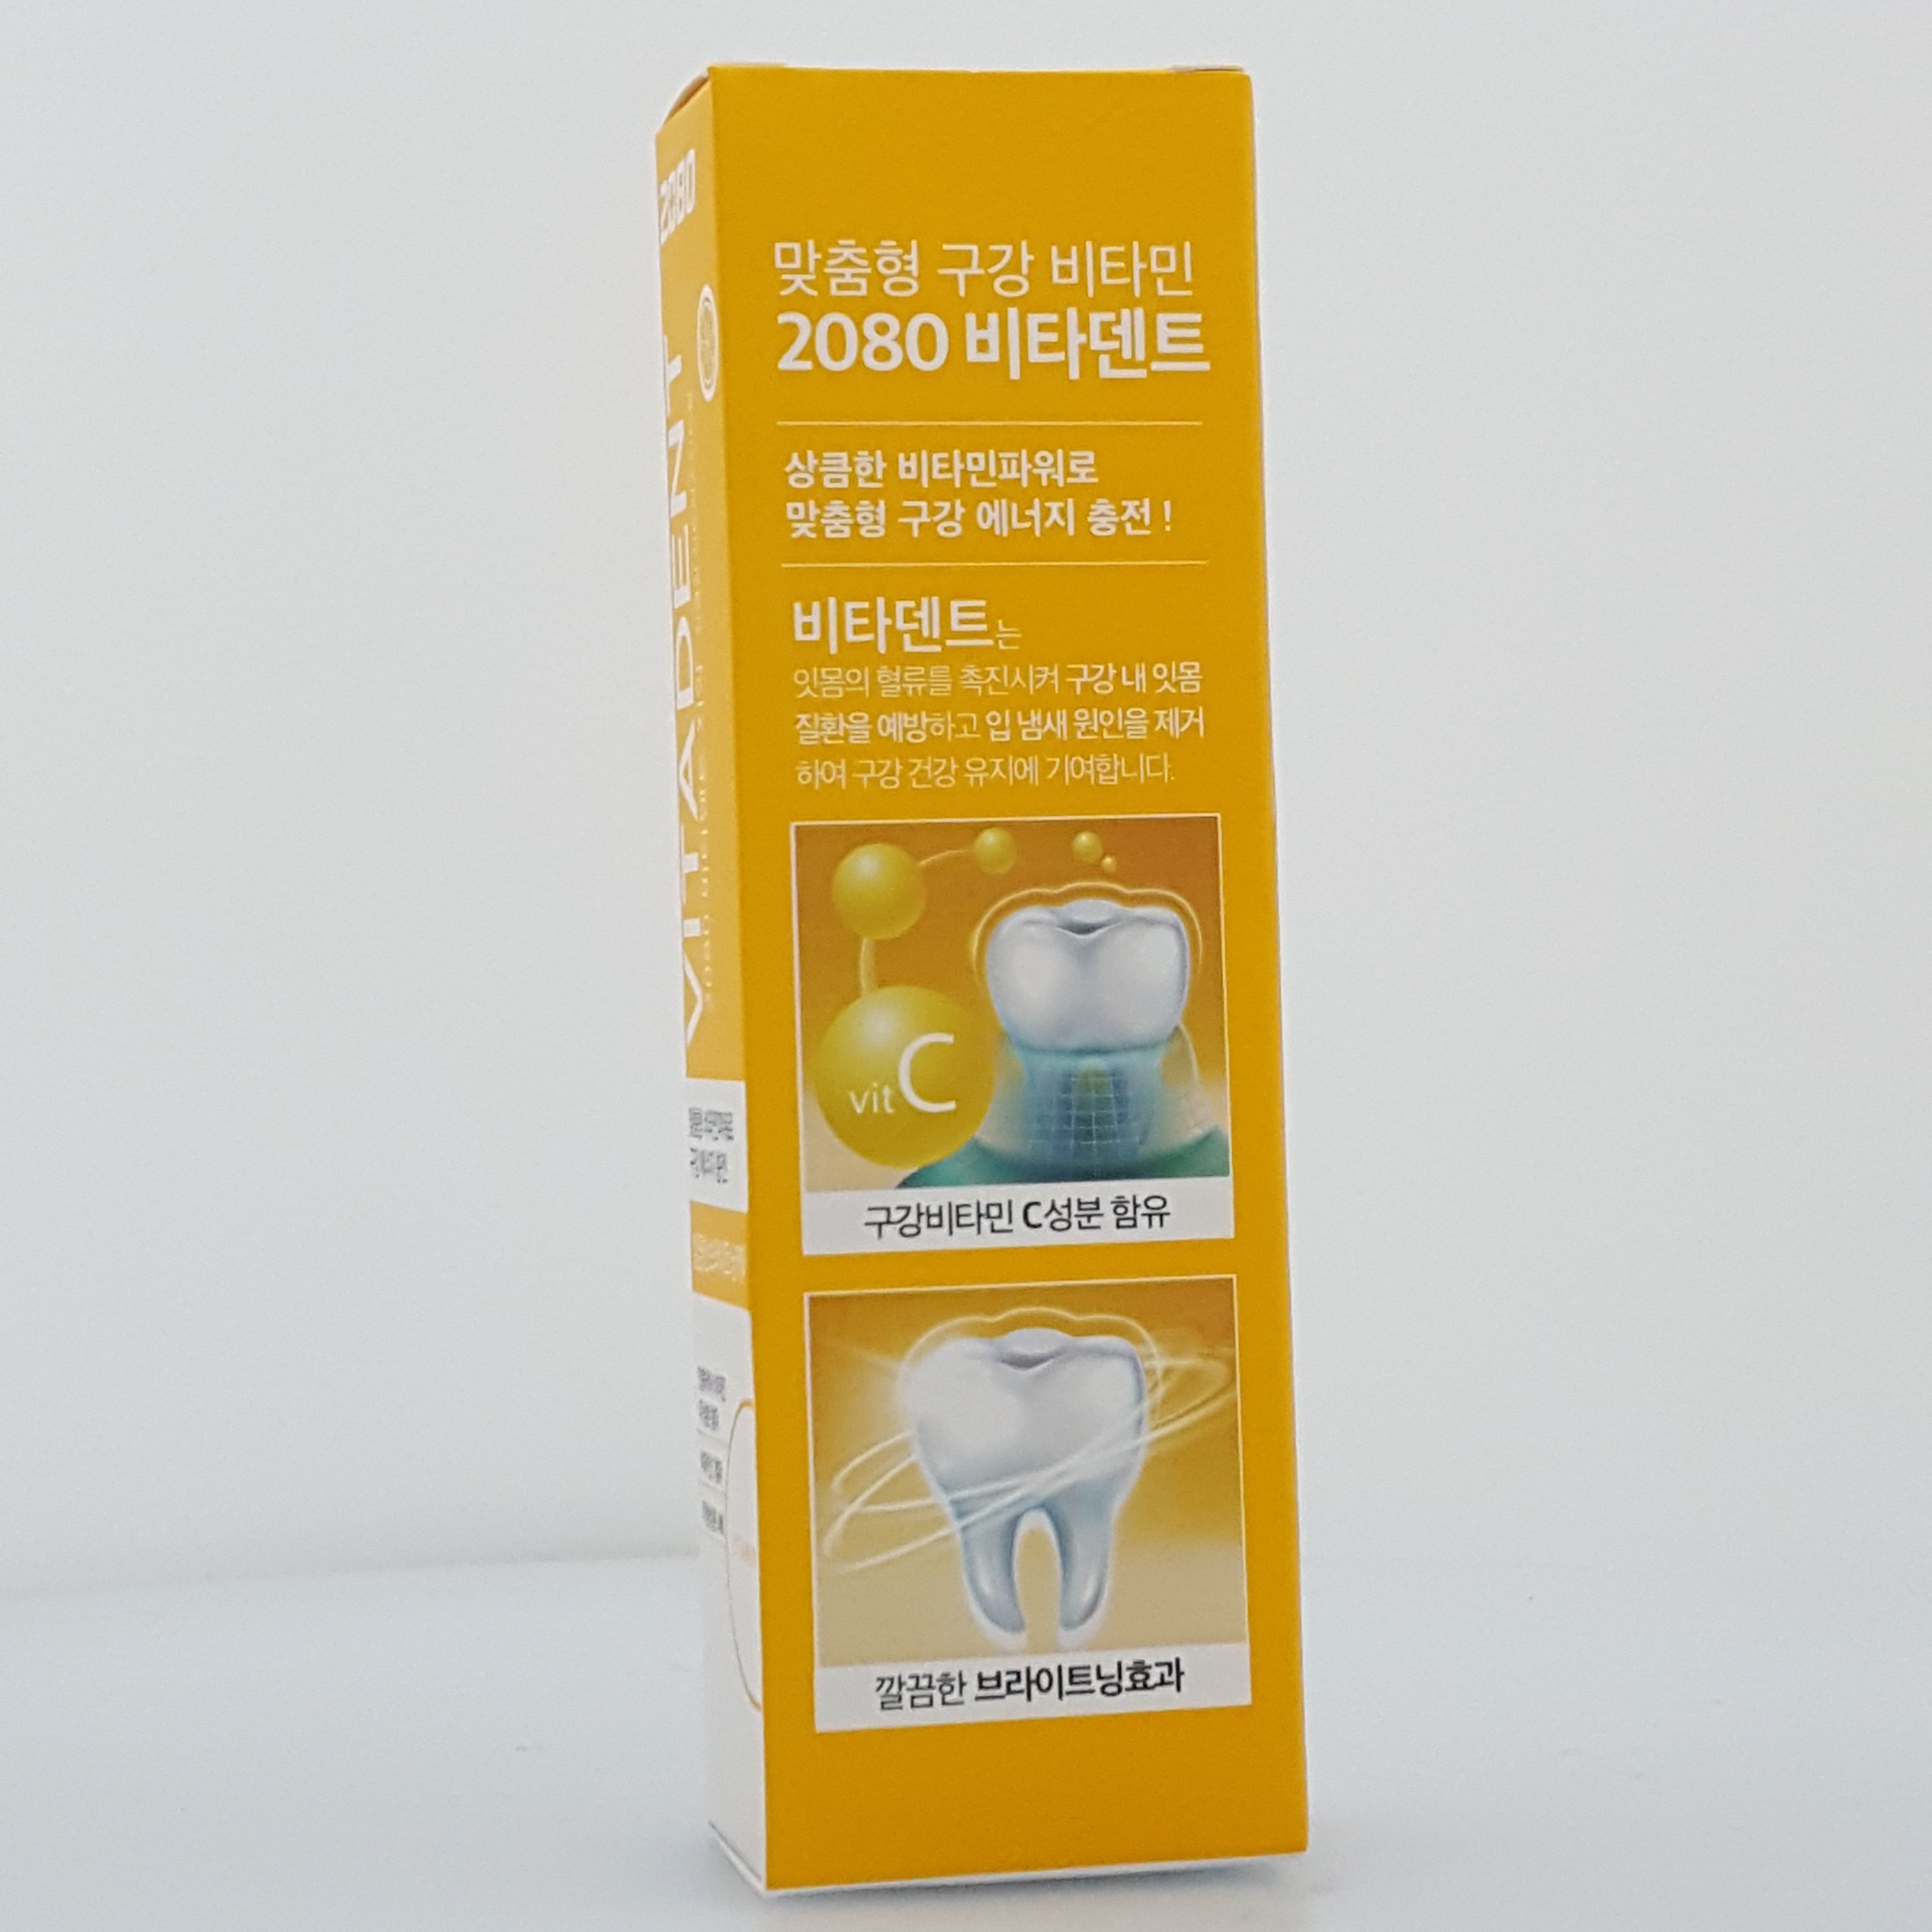 맞춤형 구강 비타민
2080 비타덴트
상큼한 비타민파워로
맞춤형 구강 에너지 충전 !
비타덴트는
잇몸의 혈류를 촉진시켜 구강 내 잇몸
질환을 예방하고 입 냄새 원인을 제거
하여 구강 건강 유지에 기여합니다.
vit C
구강비타민 C성분 함유
깔끔한 브라이트닝효과
2080
VITADENT